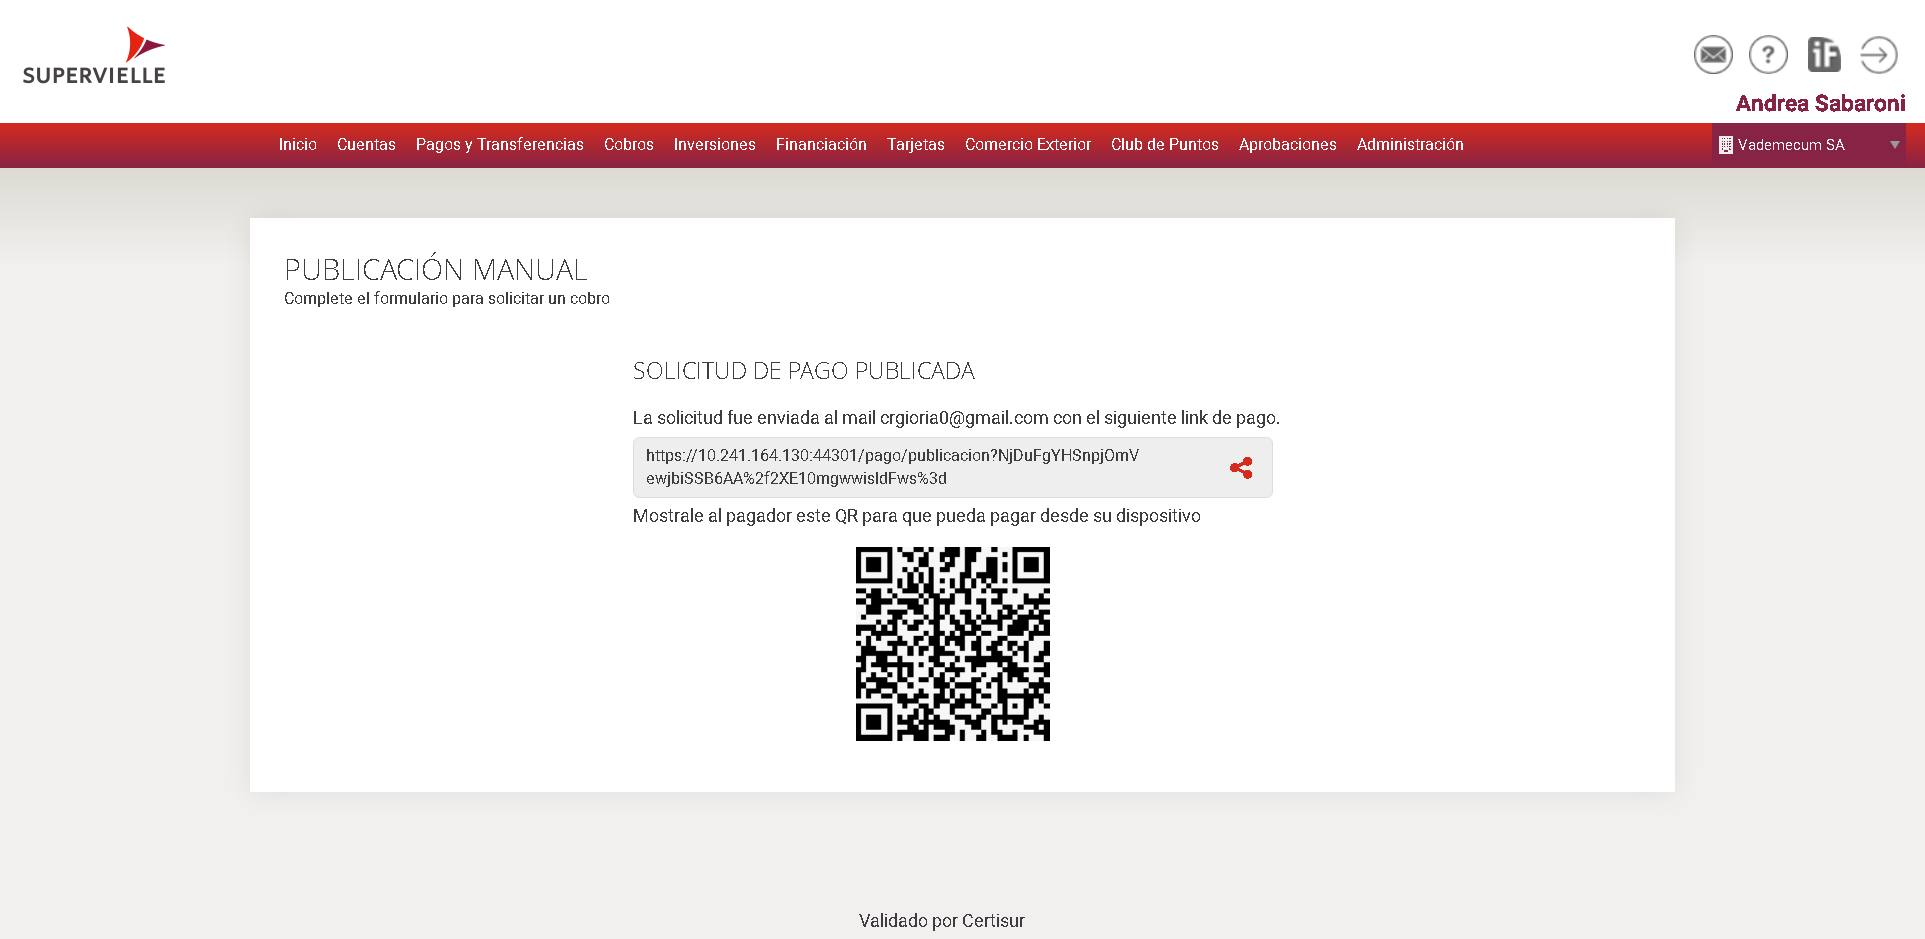 SUPERVIELLE
?
iF
Andrea Sabaroni
Inicio Cuentas Pagos y Transferencias Cobros Inversiones Financiación Tarjetas Comercio Exterior Club de Puntos Aprobaciones Administración
Vademecum SA
PUBLICACIÓN MANUAL
Complete el formulario para solicitar un cobro
SOLICITUD DE PAGO PUBLICADA
La solicitud fue enviada al mail crgioria0@gmail.com con el siguiente link de pago.
https://10.241.164.130:44301/pago/publicacion?NjDuFgYHSnpjOmV
ewjbiSSB6AA%2f2XE10mgwwisldFws%3d
Mostrale al pagador este QR para que pueda pagar desde su dispositivo
Validado por Certisur